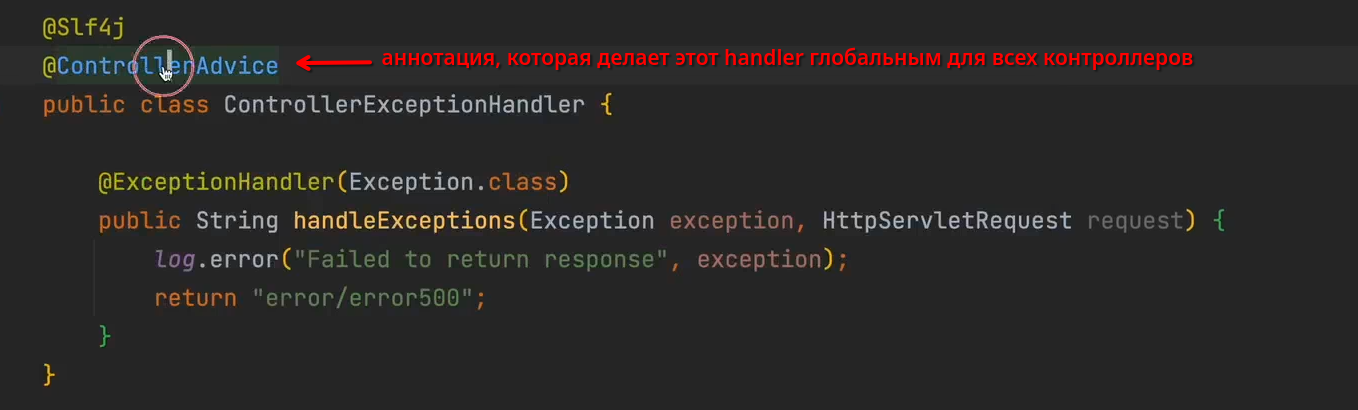 @Slf4j
@ControllerAdvice аннотация, которая делает этот handler глобальным для всех контроллеров
public class ControllerExceptionHandler {
@ExceptionHandler(Exception.class)
public String handleExceptions(Exception exception, HttpServletRequest request) {
log.error("Failed to return response", exception);
return "error/error500";
}
}